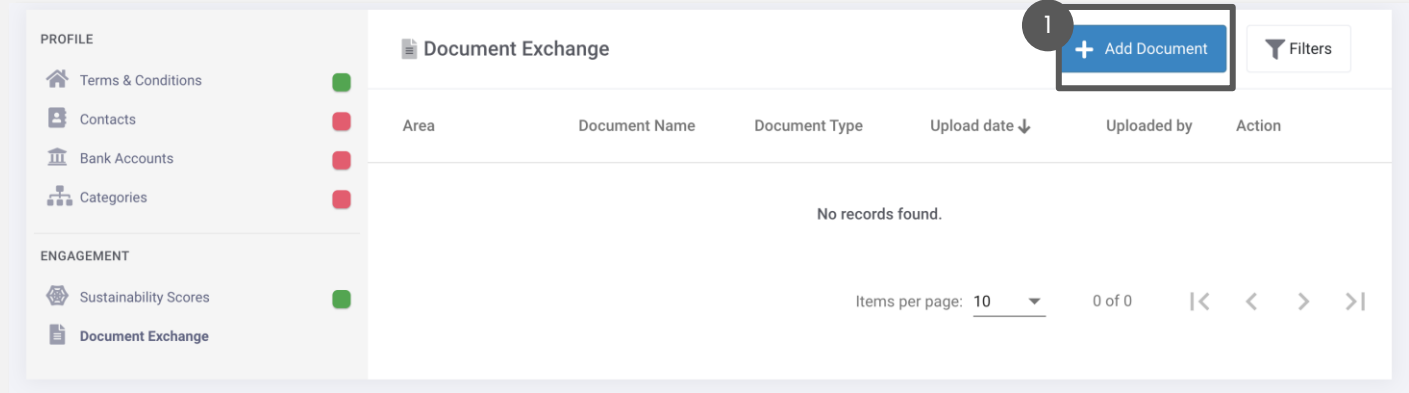 PROFILE
Terms & Conditions
Contacts
Bank Accounts
Categories
ENGAGEMENT
Sustainability Scores
Document Exchange
Document Exchange
1
Add Document
Filters
Area Document Name Document Type Upload date Uploaded by Action
No records found.
Items per page: 10 0 of 0